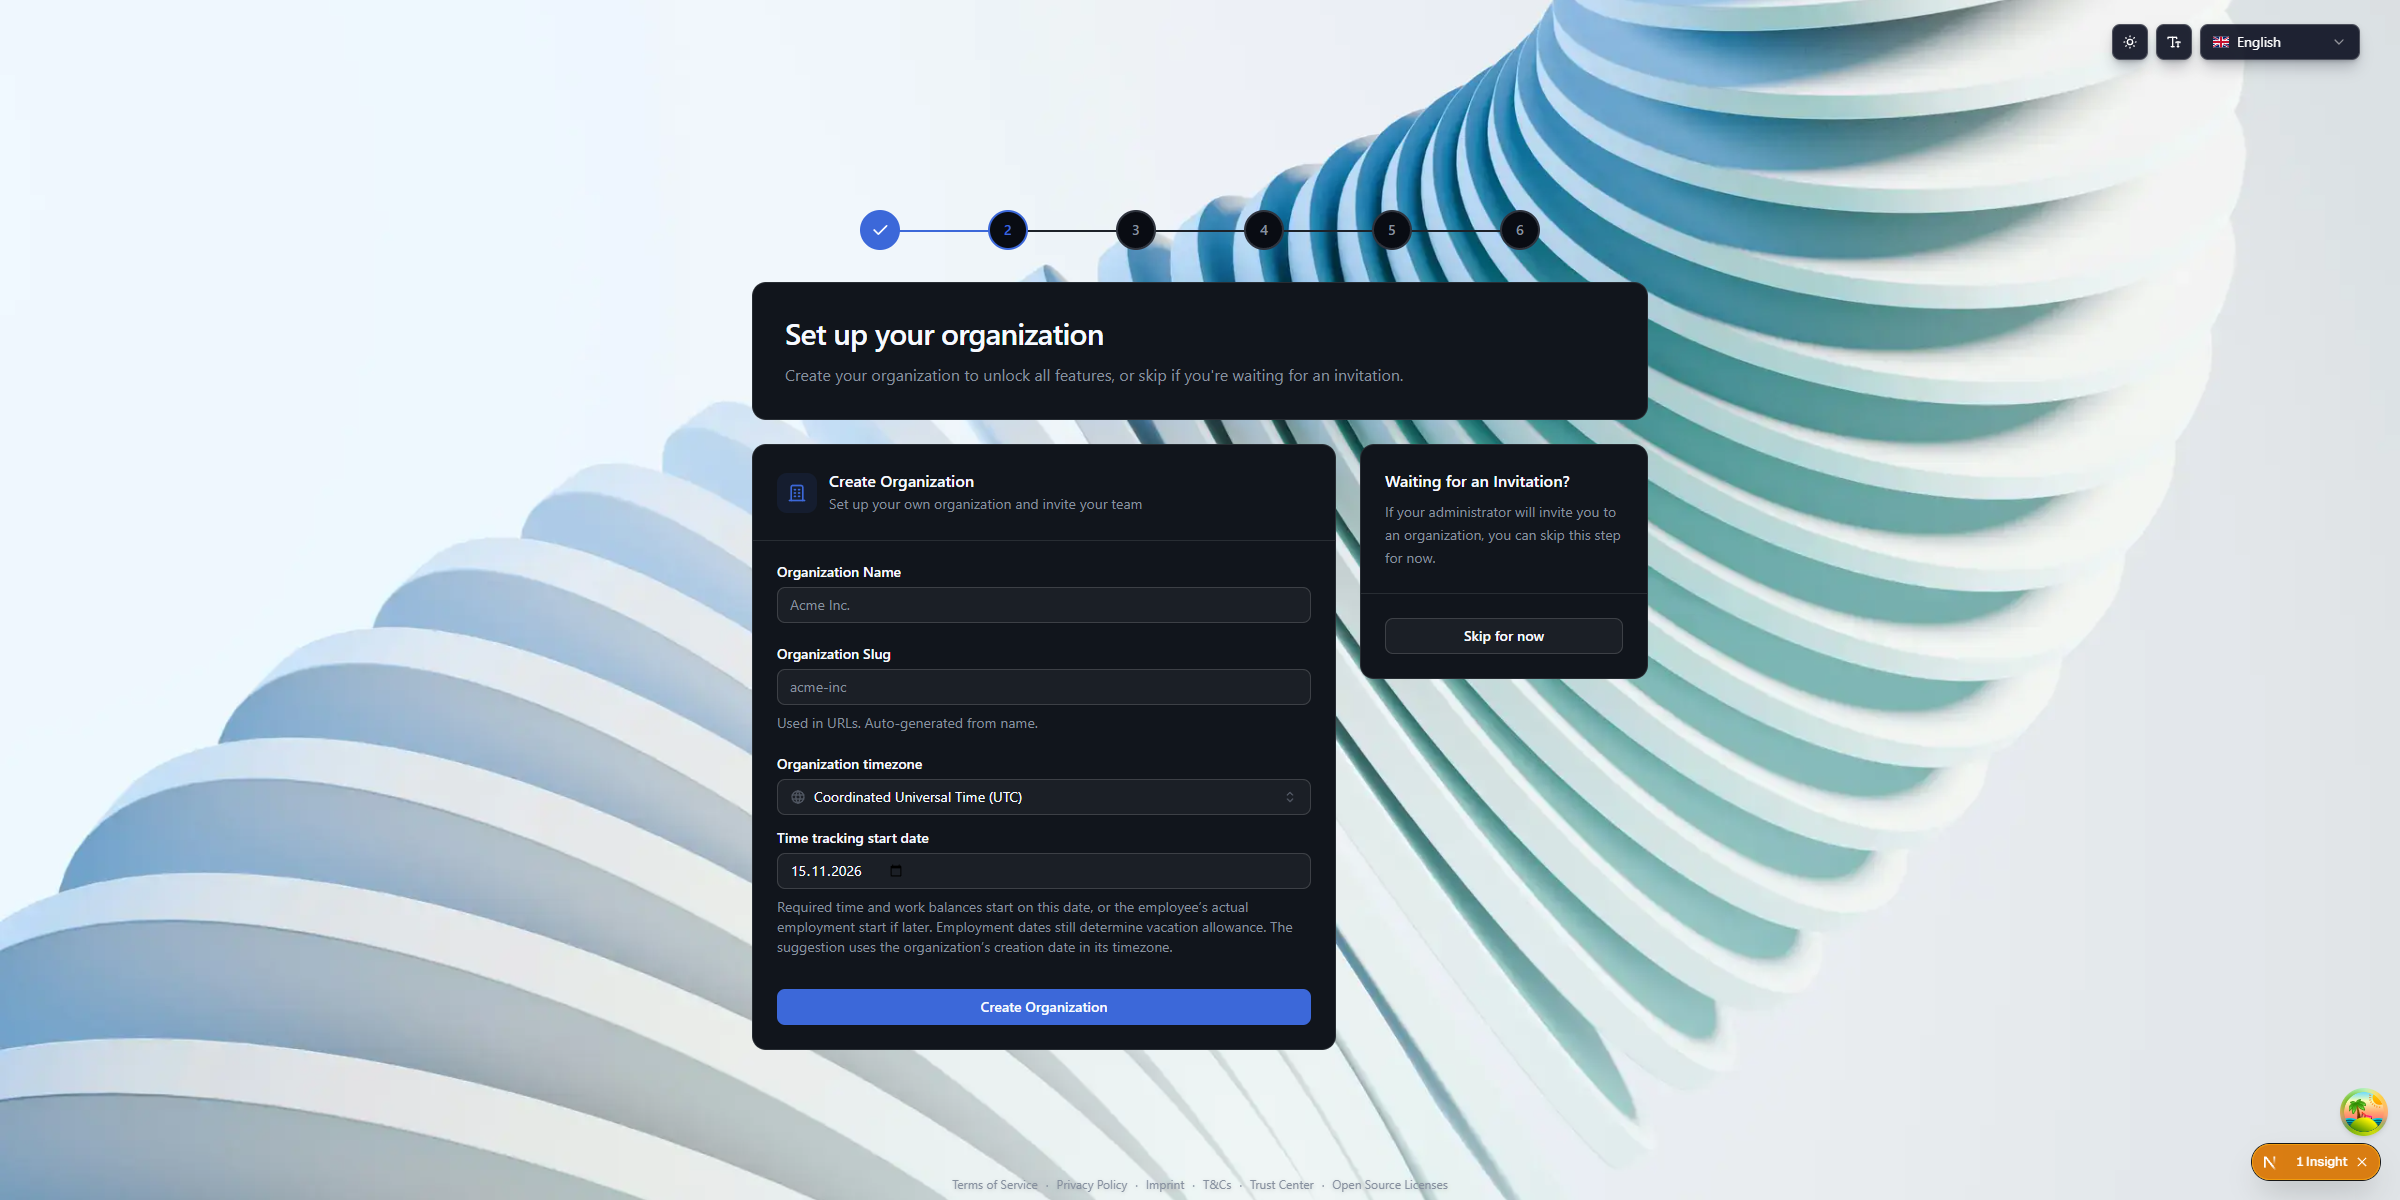 English
2
3
4
5
6
Set up your organization
Create your organization to unlock all features, or skip if you're waiting for an invitation.
Create Organization
Set up your own organization and invite your team
Organization Name
Acme Inc.
Organization Slug
acme-inc
Used in URLs. Auto-generated from name.
Organization timezone
Coordinated Universal Time (UTC)
Time tracking start date
15.11.2026
Required time and work balances start on this date, or the employee’s actual
employment start if later. Employment dates still determine vacation allowance. The
suggestion uses the organization’s creation date in its timezone.
Create Organization
Waiting for an Invitation?
If your administrator will invite you to
an organization, you can skip this step
for now.
Skip for now
1 Insight
Terms of Service · Privacy Policy · Imprint · T&Cs · Trust Center · Open Source Licenses